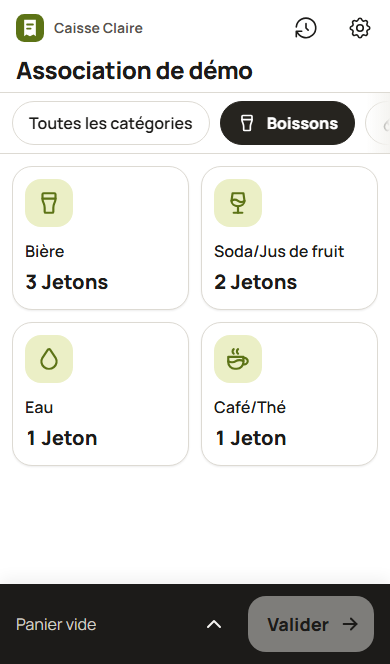 Caisse Claire
Association de démo
Toutes les catégories
Boissons
Bière
3 Jetons
Soda/Jus de fruit
2 Jetons
Eau
1 Jeton
Café/Thé
1 Jeton
Panier vide
Valider